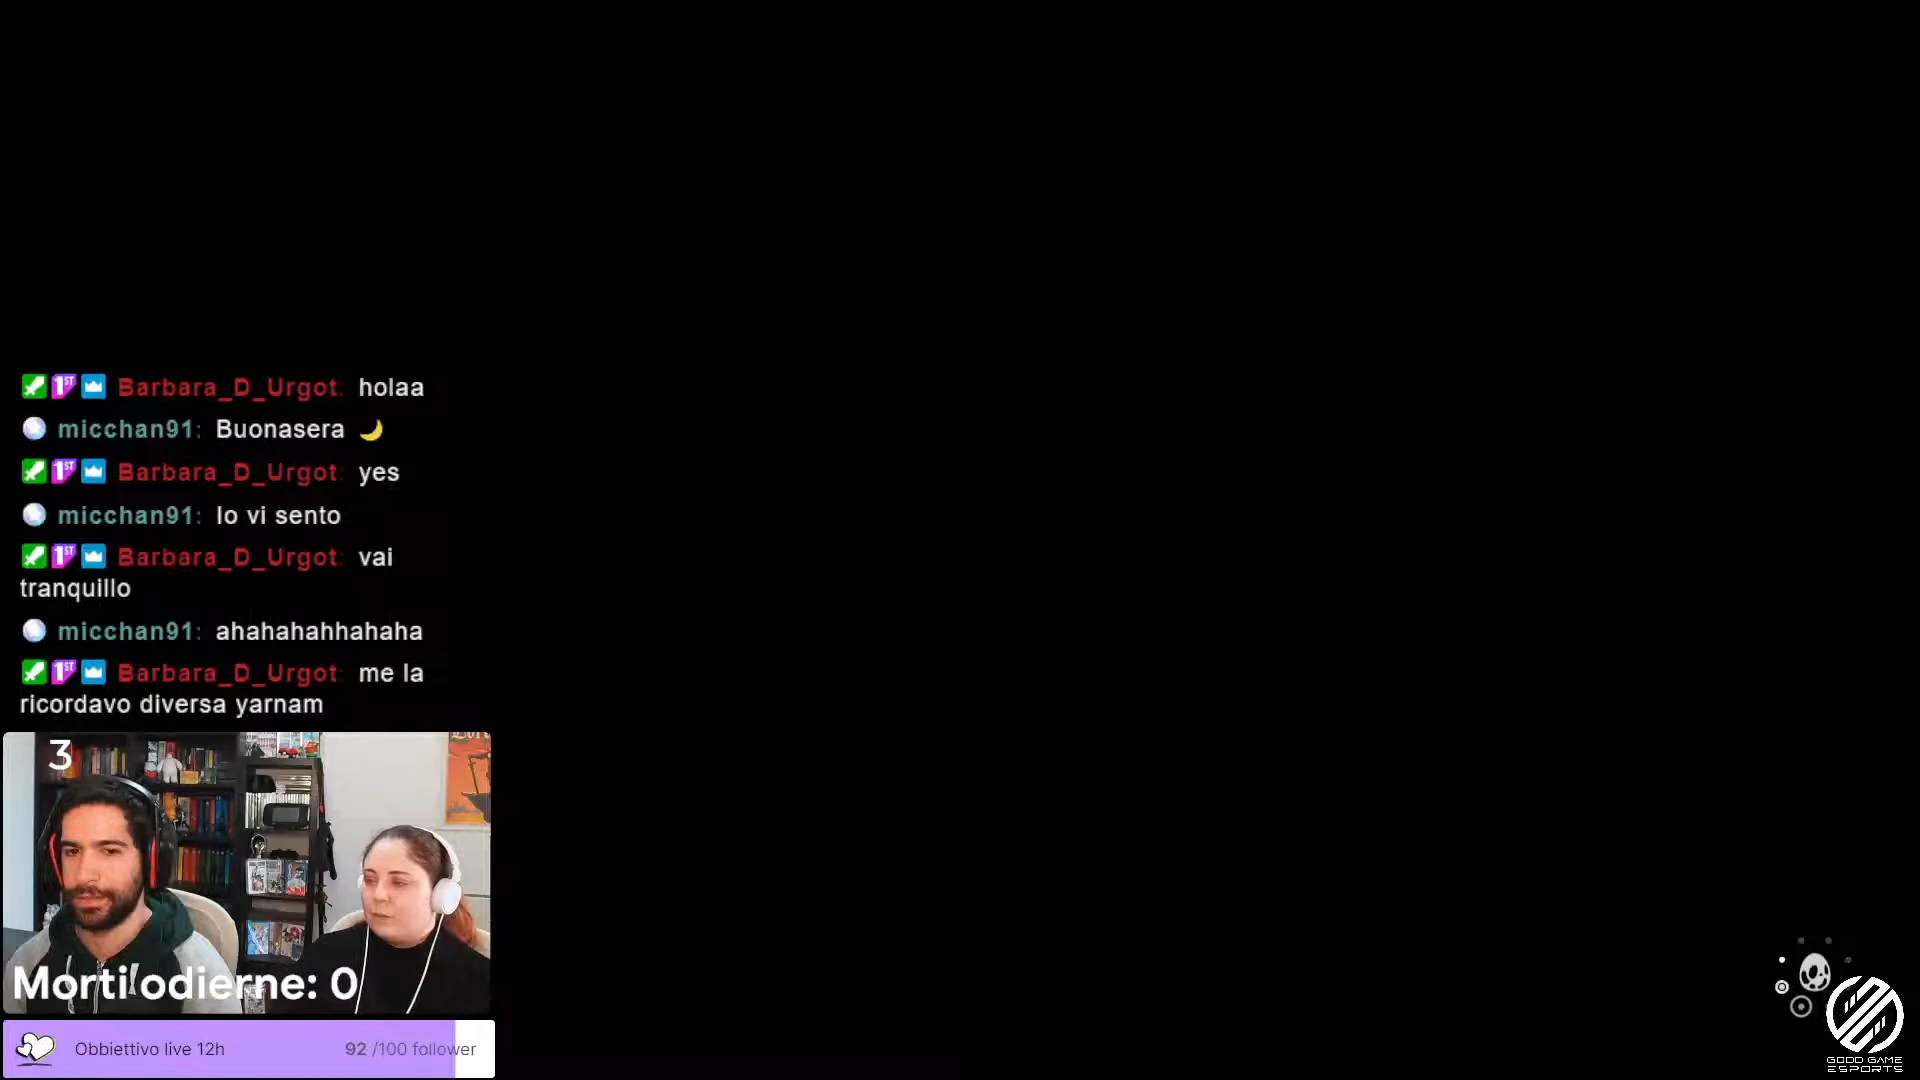 Barbara_D_Urgot: holaa
micchan91: Buonasera 🌙
Barbara_D_Urgot: yes
micchan91: Io vi sento
Barbara_D_Urgot: vai
tranquillo
micchan91: ahahahahhahaha
Barbara_D_Urgot: me la
ricordavo diversa yarnam
3
Morti odierne: 0
Obbiettivo live 12h 92 /100 follower
GOOD GAME
ESPORTS